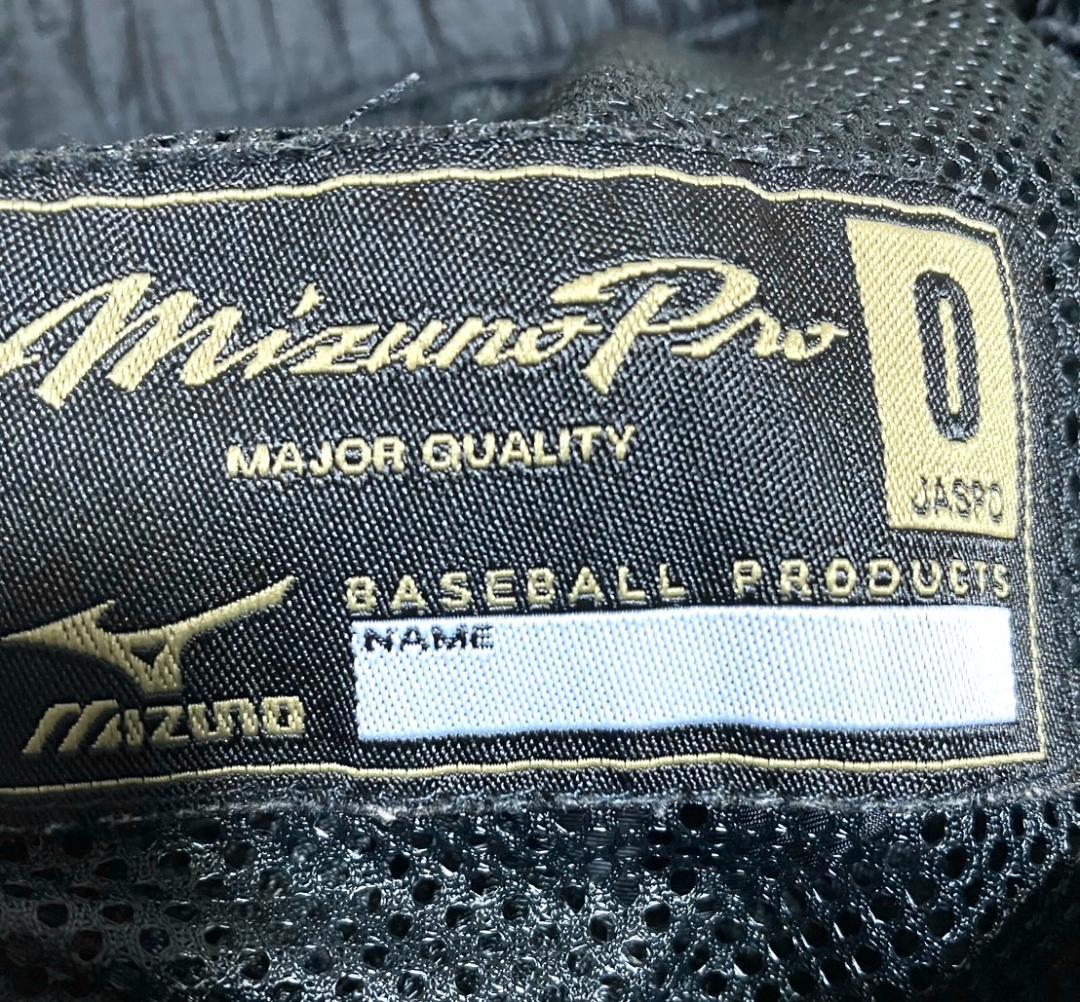 Mizuno Pro
O
JASPO
MAJOR QUALITY
BASEBALL PRODUCTS
NAME
MIZUNO